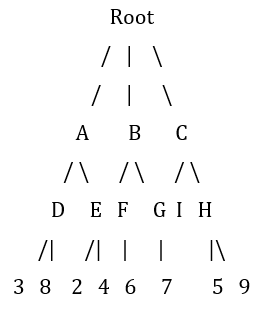 Root
/ | \
/ | \
A B C
/ \ / \ / \
D E F G I H
/| /| | | |\
3 8 2 4 6 7 5 9